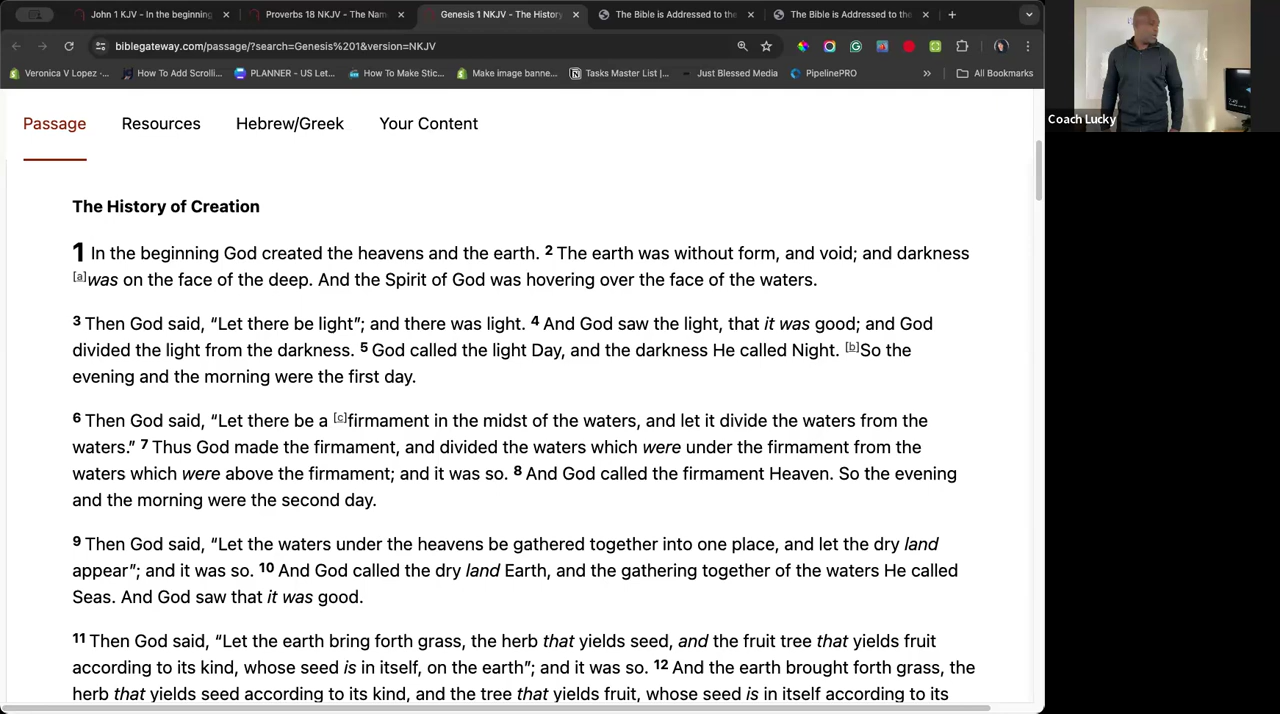 John 1 KJV - In the beginning
Proverbs 18 NKJV - The Nam
Genesis 1 NKJV - The History
The Bible is Addressed to the
The Bible is Addressed to the
biblegateway.com/passage/?search=Genesis%201&version=NKJV
Veronica V Lopez -...
How To Add Scrolli...
PLANNER - US Let...
How To Make Stic...
Make image banne...
Tasks Master List |...
Just Blessed Media
PipelinePRO
»
All Bookmarks
Coach Lucky
Passage Resources Hebrew/Greek Your Content
The History of Creation
1 In the beginning God created the heavens and the earth. 2 The earth was without form, and void; and darkness
[a]was on the face of the deep. And the Spirit of God was hovering over the face of the waters.
3 Then God said, “Let there be light”; and there was light. 4 And God saw the light, that it was good; and God
divided the light from the darkness. 5 God called the light Day, and the darkness He called Night. [b]So the
evening and the morning were the first day.
6 Then God said, “Let there be a [c]firmament in the midst of the waters, and let it divide the waters from the
waters.” 7 Thus God made the firmament, and divided the waters which were under the firmament from the
waters which were above the firmament; and it was so. 8 And God called the firmament Heaven. So the evening
and the morning were the second day.
9 Then God said, “Let the waters under the heavens be gathered together into one place, and let the dry land
appear”; and it was so. 10 And God called the dry land Earth, and the gathering together of the waters He called
Seas. And God saw that it was good.
11 Then God said, “Let the earth bring forth grass, the herb that yields seed, and the fruit tree that yields fruit
according to its kind, whose seed is in itself, on the earth”; and it was so. 12 And the earth brought forth grass, the
herb that yields seed according to its kind, and the tree that yields fruit, whose seed is in itself according to its